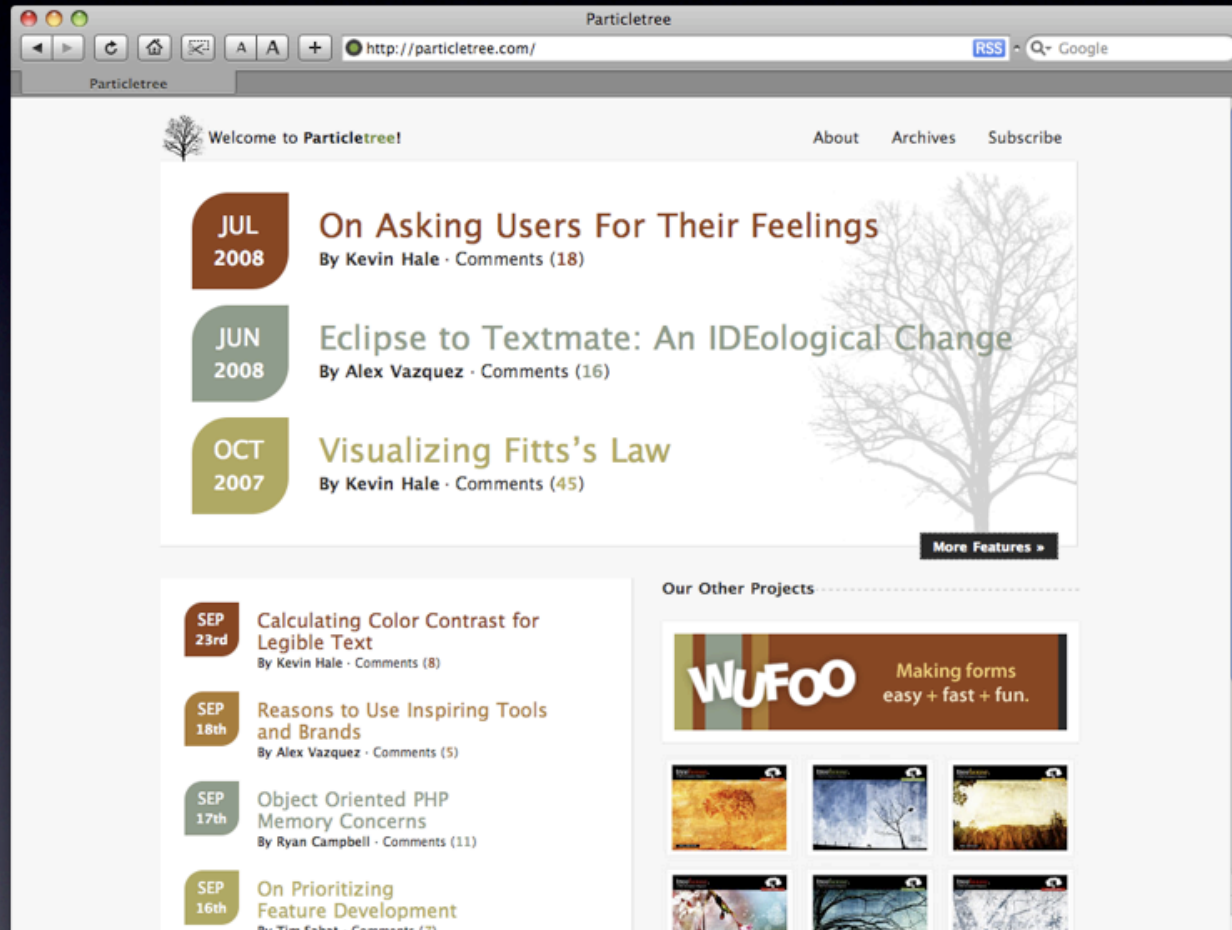 Particletree
A A + http://particletree.com/ RSS Google
Particletree
Welcome to Particletree!
About Archives Subscribe
JUL
2008
On Asking Users For Their Feelings
By Kevin Hale · Comments (18)
JUN
2008
Eclipse to Textmate: An IDEological Change
By Alex Vazquez · Comments (16)
OCT
2007
Visualizing Fitts's Law
By Kevin Hale · Comments (45)
More Features »
SEP
23rd
Calculating Color Contrast for
Legible Text
By Kevin Hale · Comments (8)
SEP
18th
Reasons to Use Inspiring Tools
and Brands
By Alex Vazquez · Comments (5)
SEP
17th
Object Oriented PHP
Memory Concerns
By Ryan Campbell · Comments (11)
SEP
16th
On Prioritizing
Feature Development
By Tim Sabat · Comments (7)
Our Other Projects
WUFOO
Making forms
easy + fast + fun.